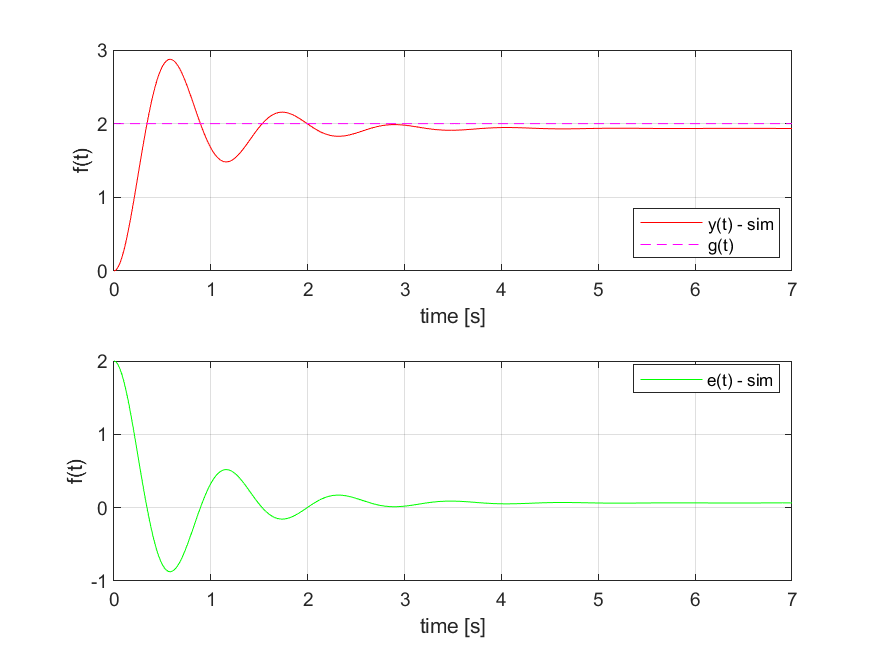 3
2
1
0
f(t)
0 1 2 3 4 5 6 7
time [s]
y(t) - sim
g(t)
2
1
0
-1
f(t)
0 1 2 3 4 5 6 7
time [s]
e(t) - sim